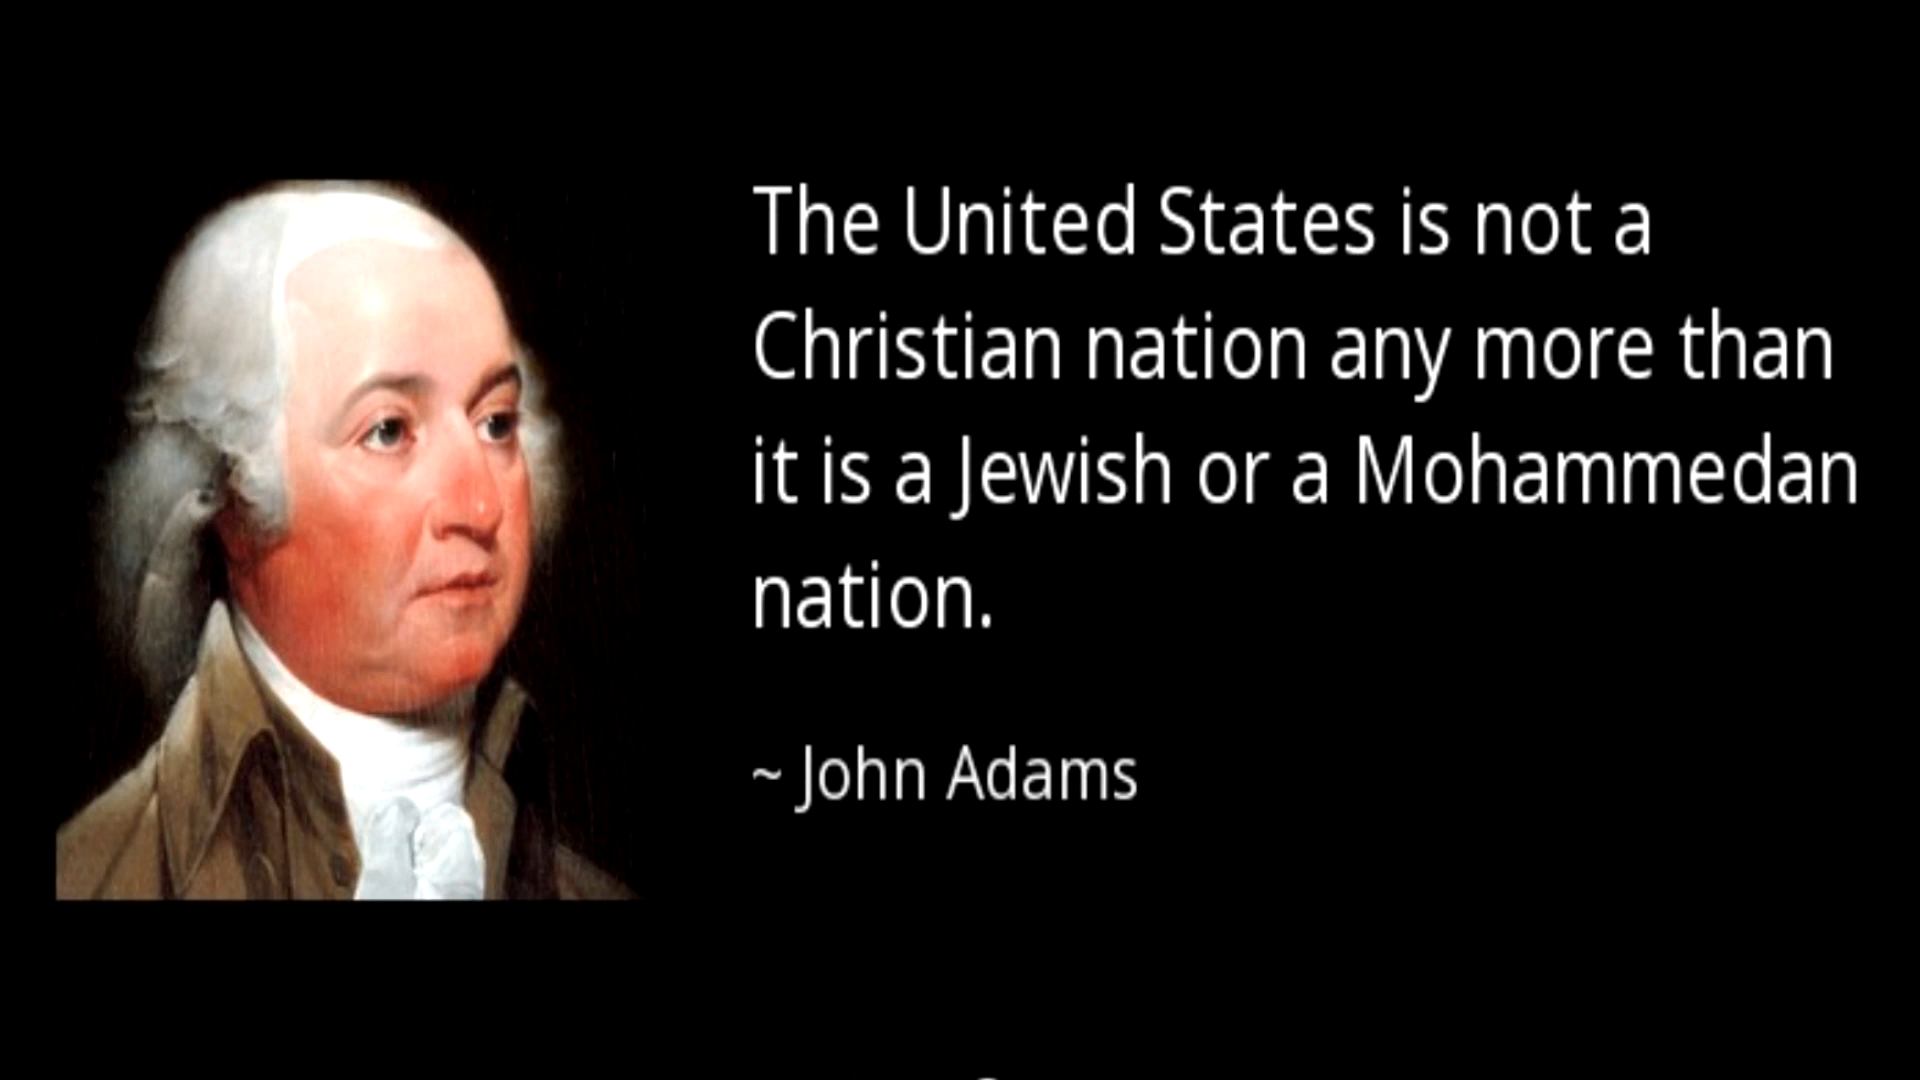 The United States is not a
Christian nation any more than
it is a Jewish or a Mohammedan
nation.
~ John Adams